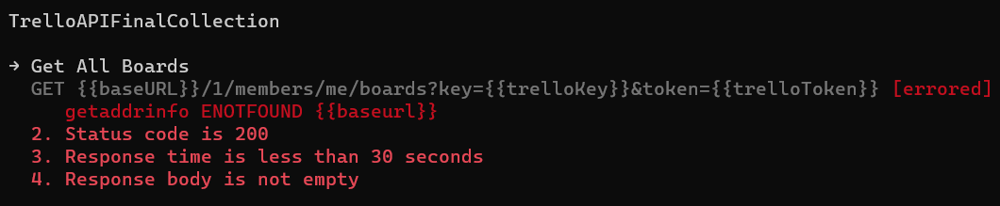 TrelloAPIFinalCollection
→ Get All Boards
GET {{baseURL}}/1/members/me/boards?key={{trelloKey}}&token={{trelloToken}} [errored]
getaddrinfo ENOTFOUND {{baseurl}}
2. Status code is 200
3. Response time is less than 30 seconds
4. Response body is not empty